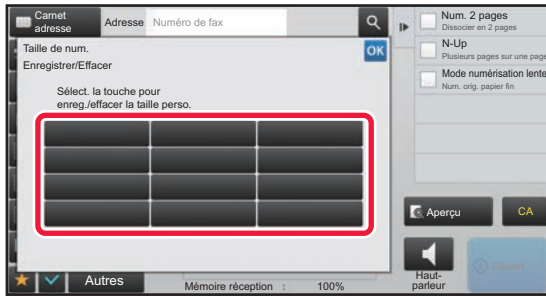 Carnet
adresse
Adresse
Numéro de fax
Num. 2 pages
Dissocier en 2 pages
Taille de num.
OK
N-Up
Plusieurs pages sur une page
Enregistrer/Effacer
Mode numérisation lente
Num. orig. papier fin
Sélect. la touche pour
enreg./effacer la taille perso.
Aperçu
CA
Autres
Mémoire réception : 100%
Haut-
parleur
Départ